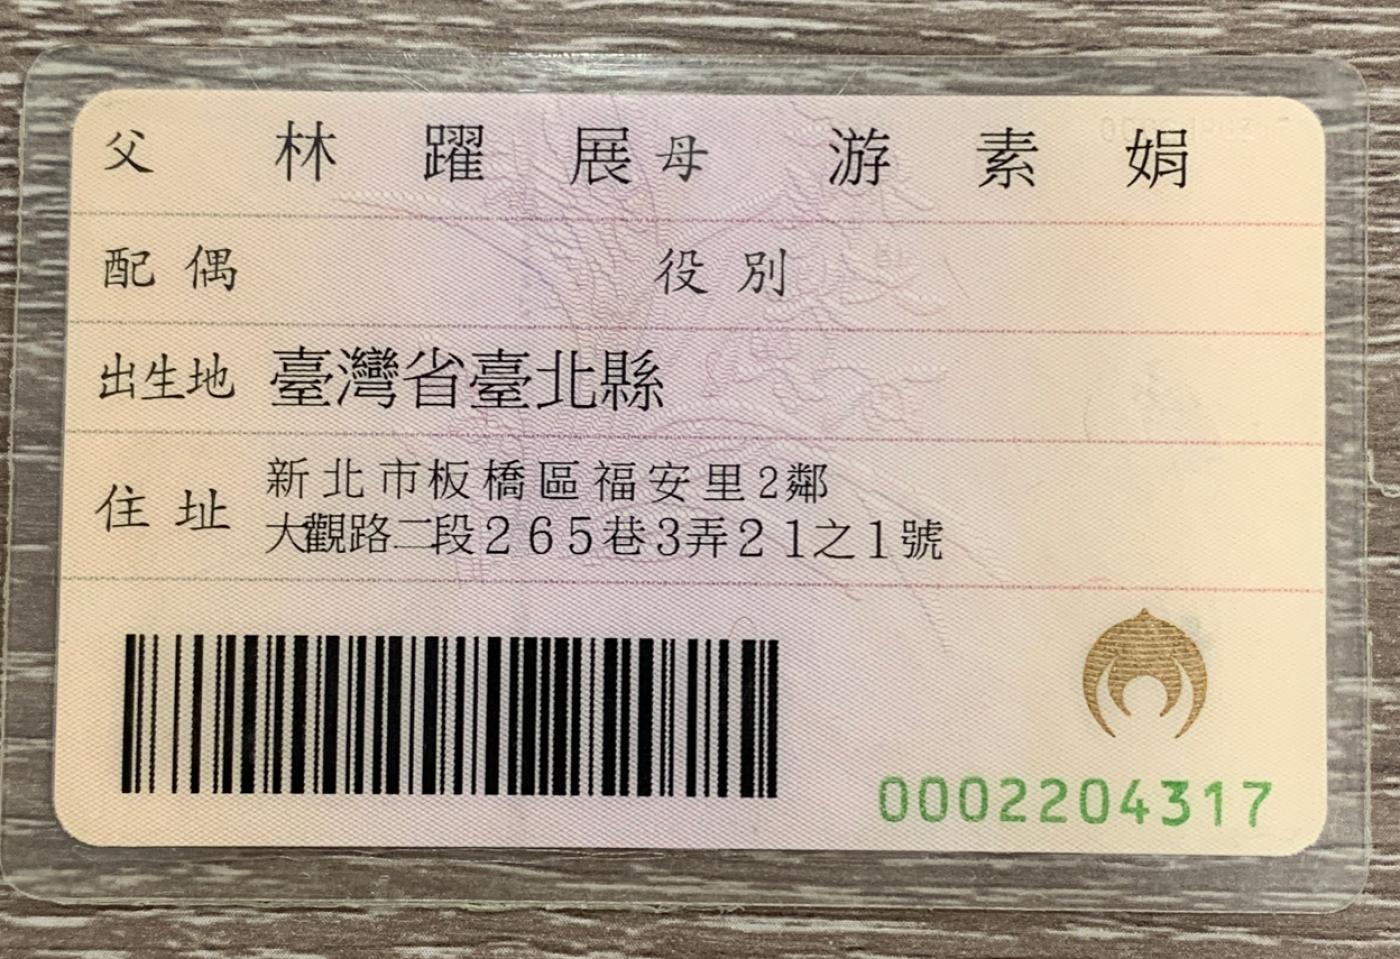 父 林躍展 母 游素娟
配偶 役別
出生地 臺灣省臺北縣
住址 新北市板橋區福安里2鄰
大觀路二段265巷3弄21之1號
0002204317